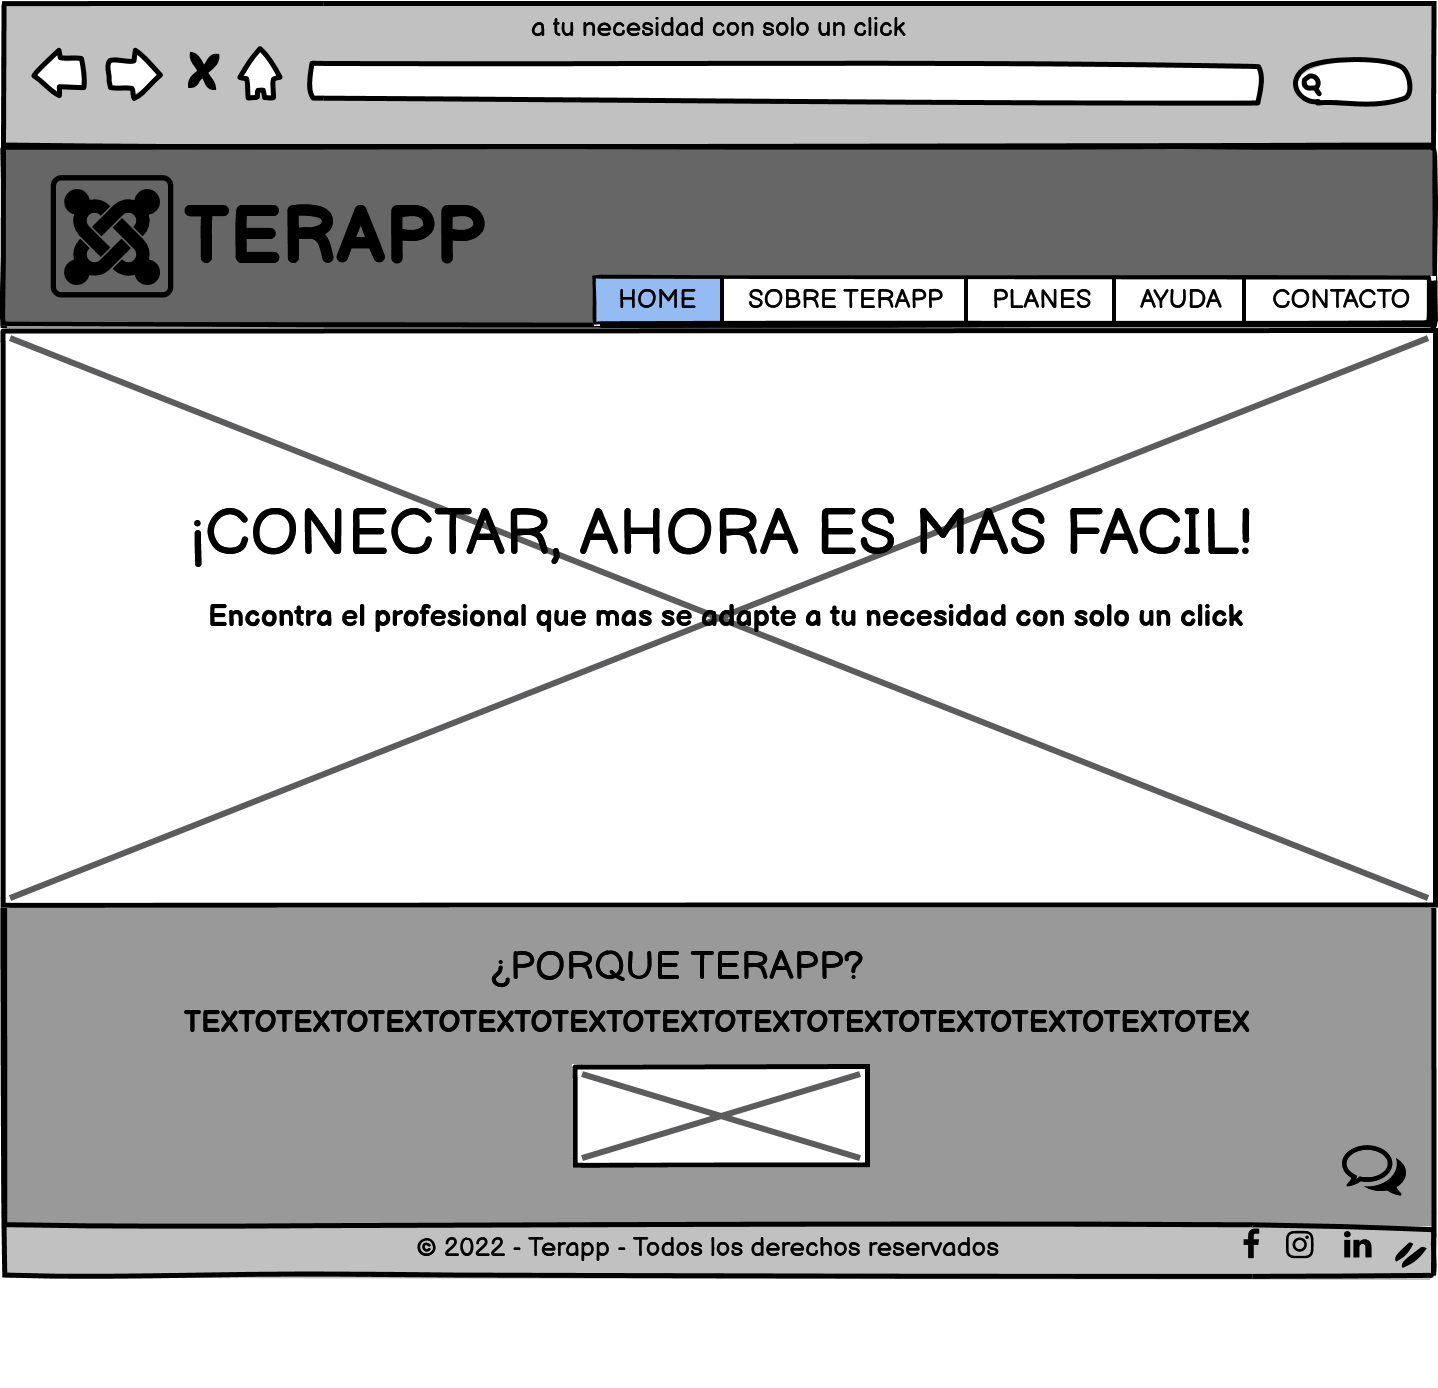 a tu necesidad con solo un click
TERAPP
HOME SOBRE TERAPP PLANES AYUDA CONTACTO
¡CONECTAR, AHORA ES MAS FACIL!
Encontra el profesional que mas se adapte a tu necesidad con solo un click
¿PORQUE TERAPP?
TEXTOTEXTOTEXTOTEXTOTEXTOTEXTOTEXTOTEXTOTEXTOTEXTOTEXTOTEX
© 2022 - Terapp - Todos los derechos reservados